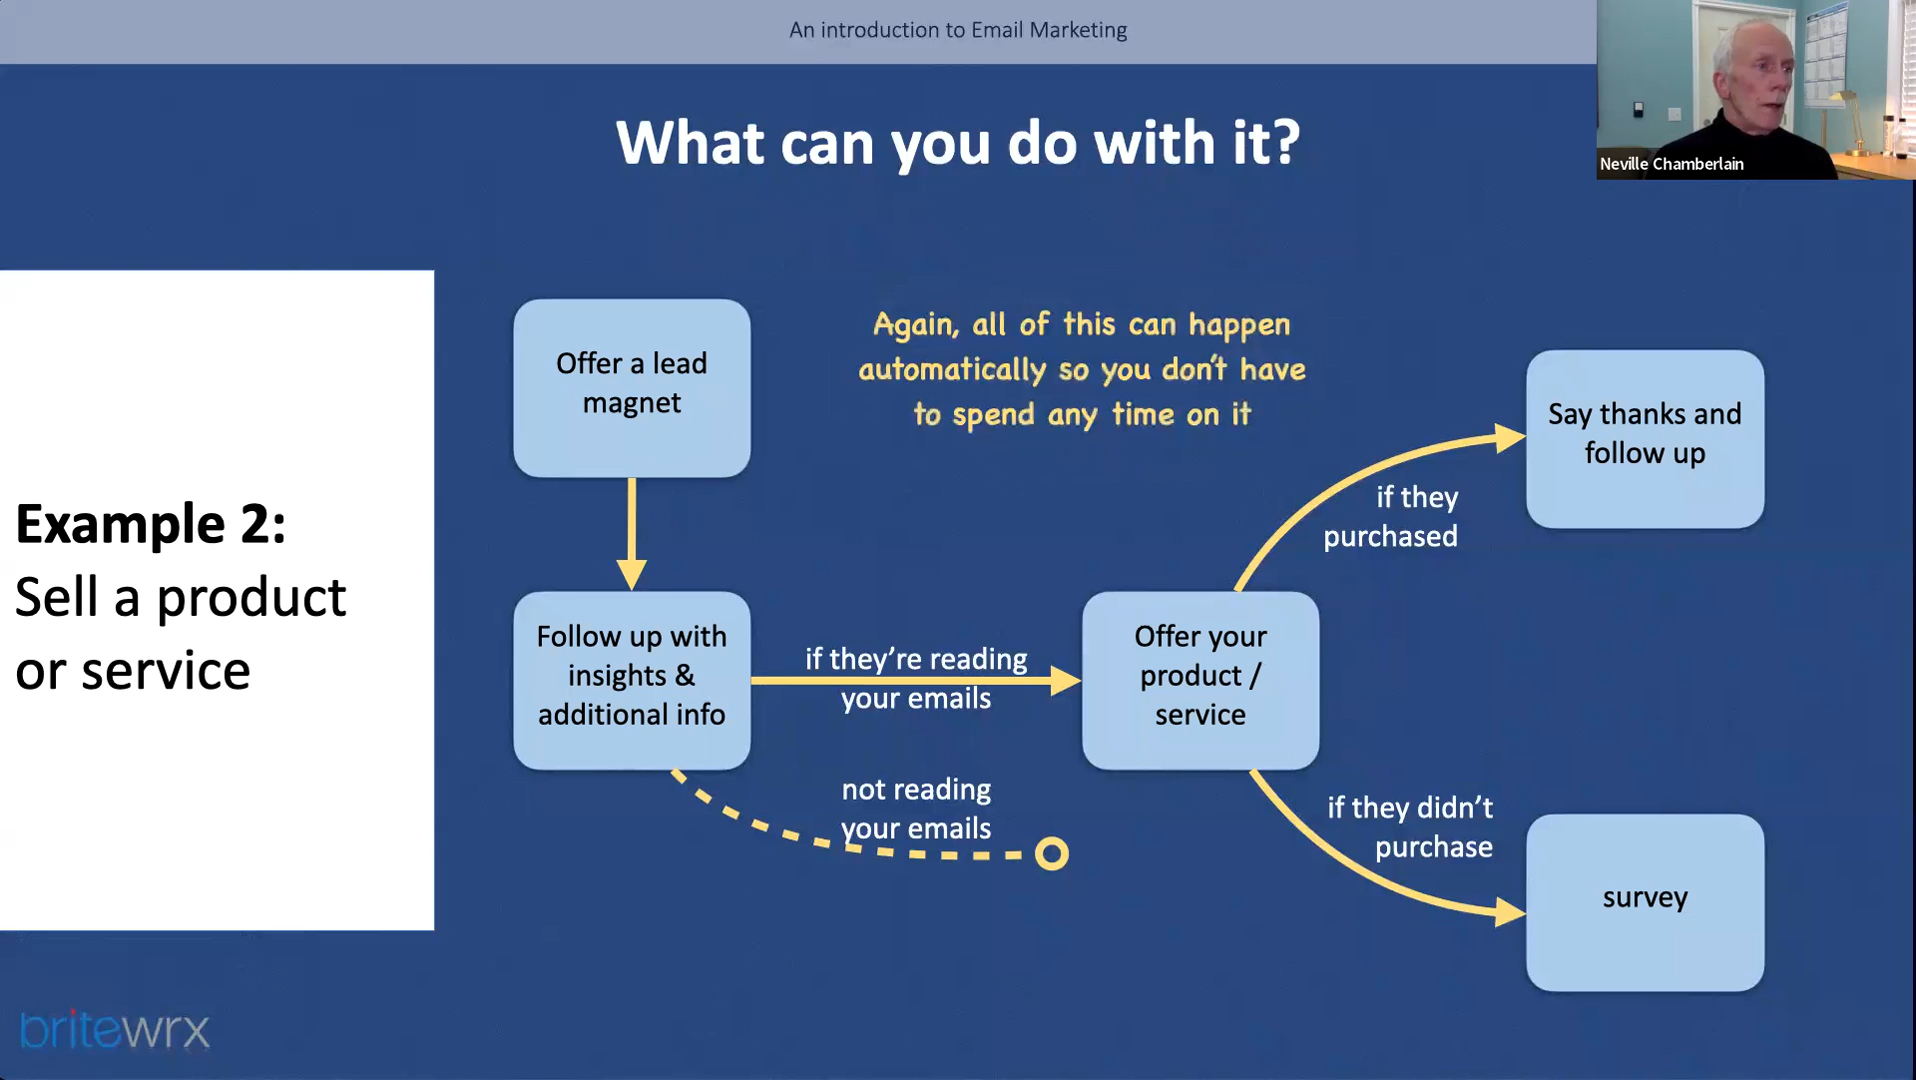 An introduction to Email Marketing
Neville Chamberlain
What can you do with it?
Example 2:
Sell a product
or service
Offer a lead
magnet
Again, all of this can happen
automatically so you don't have
to spend any time on it
Say thanks and
follow up
if they
purchased
Follow up with
insights &
additional info
if they're reading
your emails
Offer your
product /
service
not reading
your emails
if they didn't
purchase
survey
britewrx